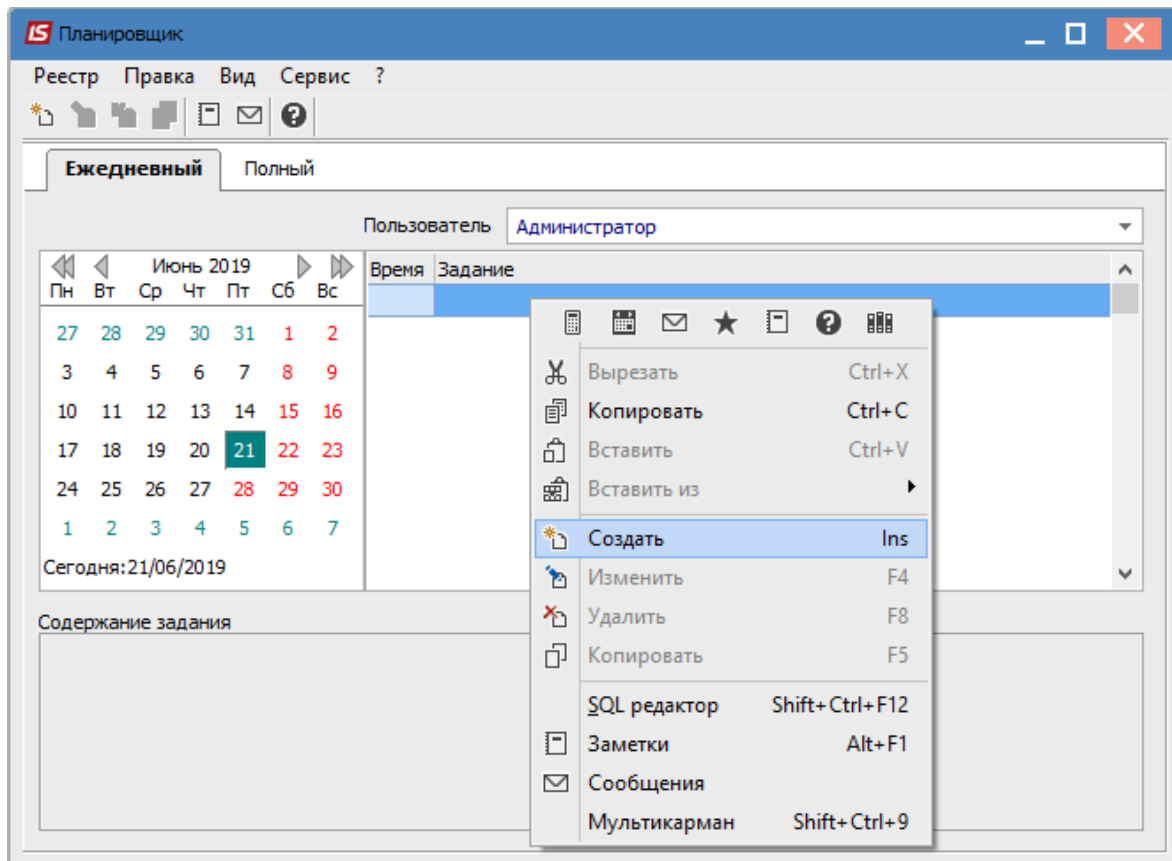 IS Планировщик
Реестр Правка Вид Сервис ?
Ежедневный Полный
Пользователь Администратор
Июнь 2019
Пн Вт Ср Чт Пт Сб Вс
27 28 29 30 31 1 2
3 4 5 6 7 8 9
10 11 12 13 14 15 16
17 18 19 20 21 22 23
24 25 26 27 28 29 30
1 2 3 4 5 6 7
Сегодня:21/06/2019
Время Задание
Вырезать Ctrl+X
Копировать Ctrl+C
Вставить Ctrl+V
Вставить из
Создать Ins
Изменить F4
Удалить F8
Копировать F5
SQL редактор Shift+Ctrl+F12
Заметки Alt+F1
Сообщения
Мультикарман Shift+Ctrl+9
Содержание задания